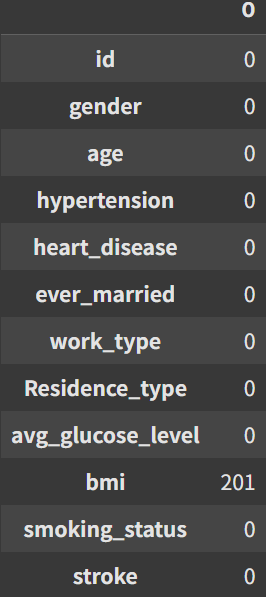 0
id 0
gender 0
age 0
hypertension 0
heart_disease 0
ever_married 0
work_type 0
Residence_type 0
avg_glucose_level 0
bmi 201
smoking_status 0
stroke 0